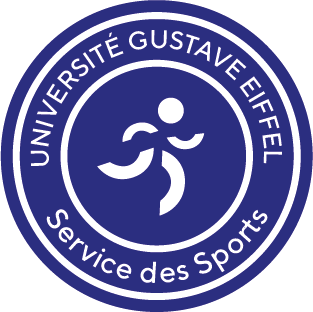 UNIVERSITÉ GUSTAVE EIFFEL
Service des Sports